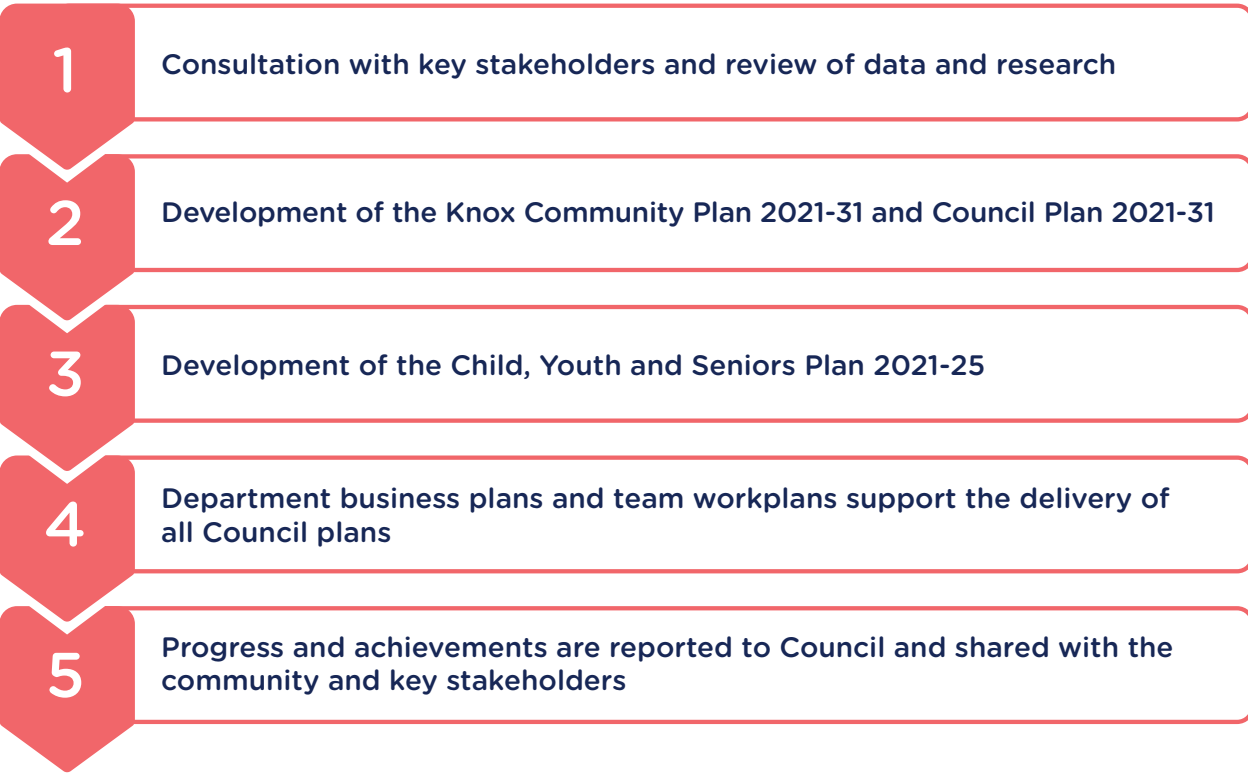 1
Consultation with key stakeholders and review of data and research
2
Development of the Knox Community Plan 2021-31 and Council Plan 2021-31
3
Development of the Child, Youth and Seniors Plan 2021-25
4
Department business plans and team workplans support the delivery of
all Council plans
5
Progress and achievements are reported to Council and shared with the
community and key stakeholders